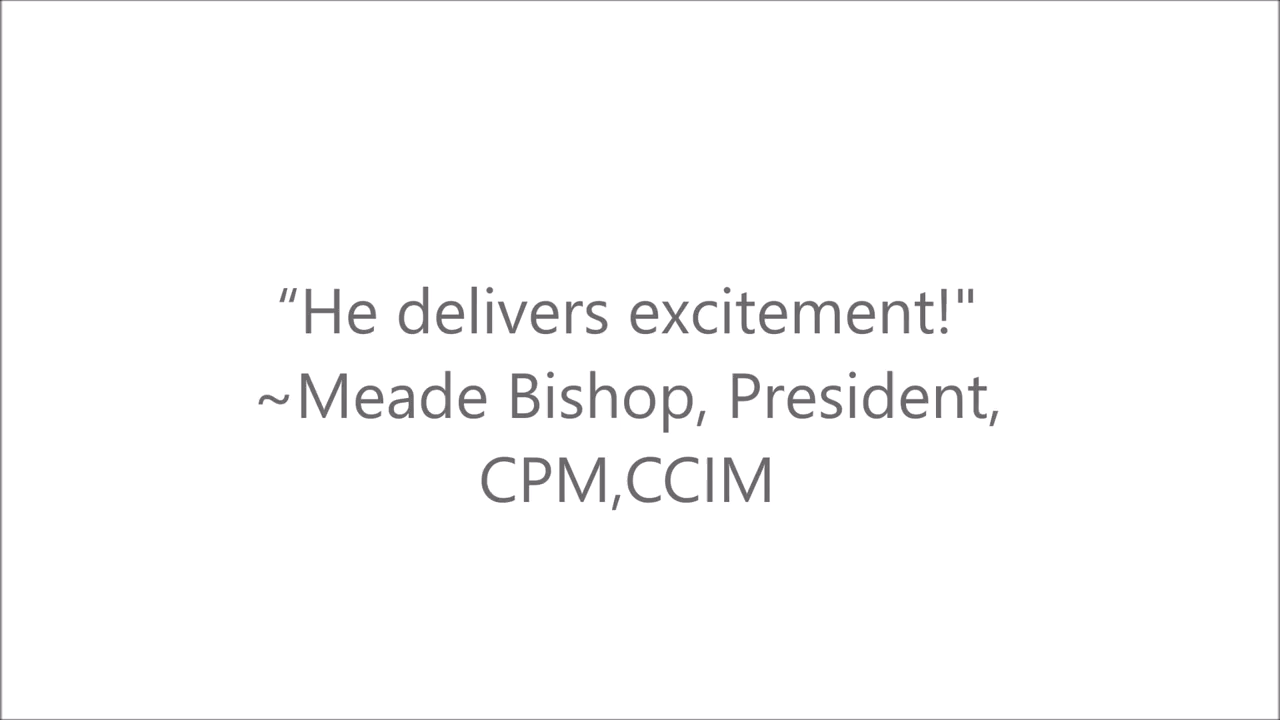 “He delivers excitement!"
~Meade Bishop, President,
CPM,CCIM